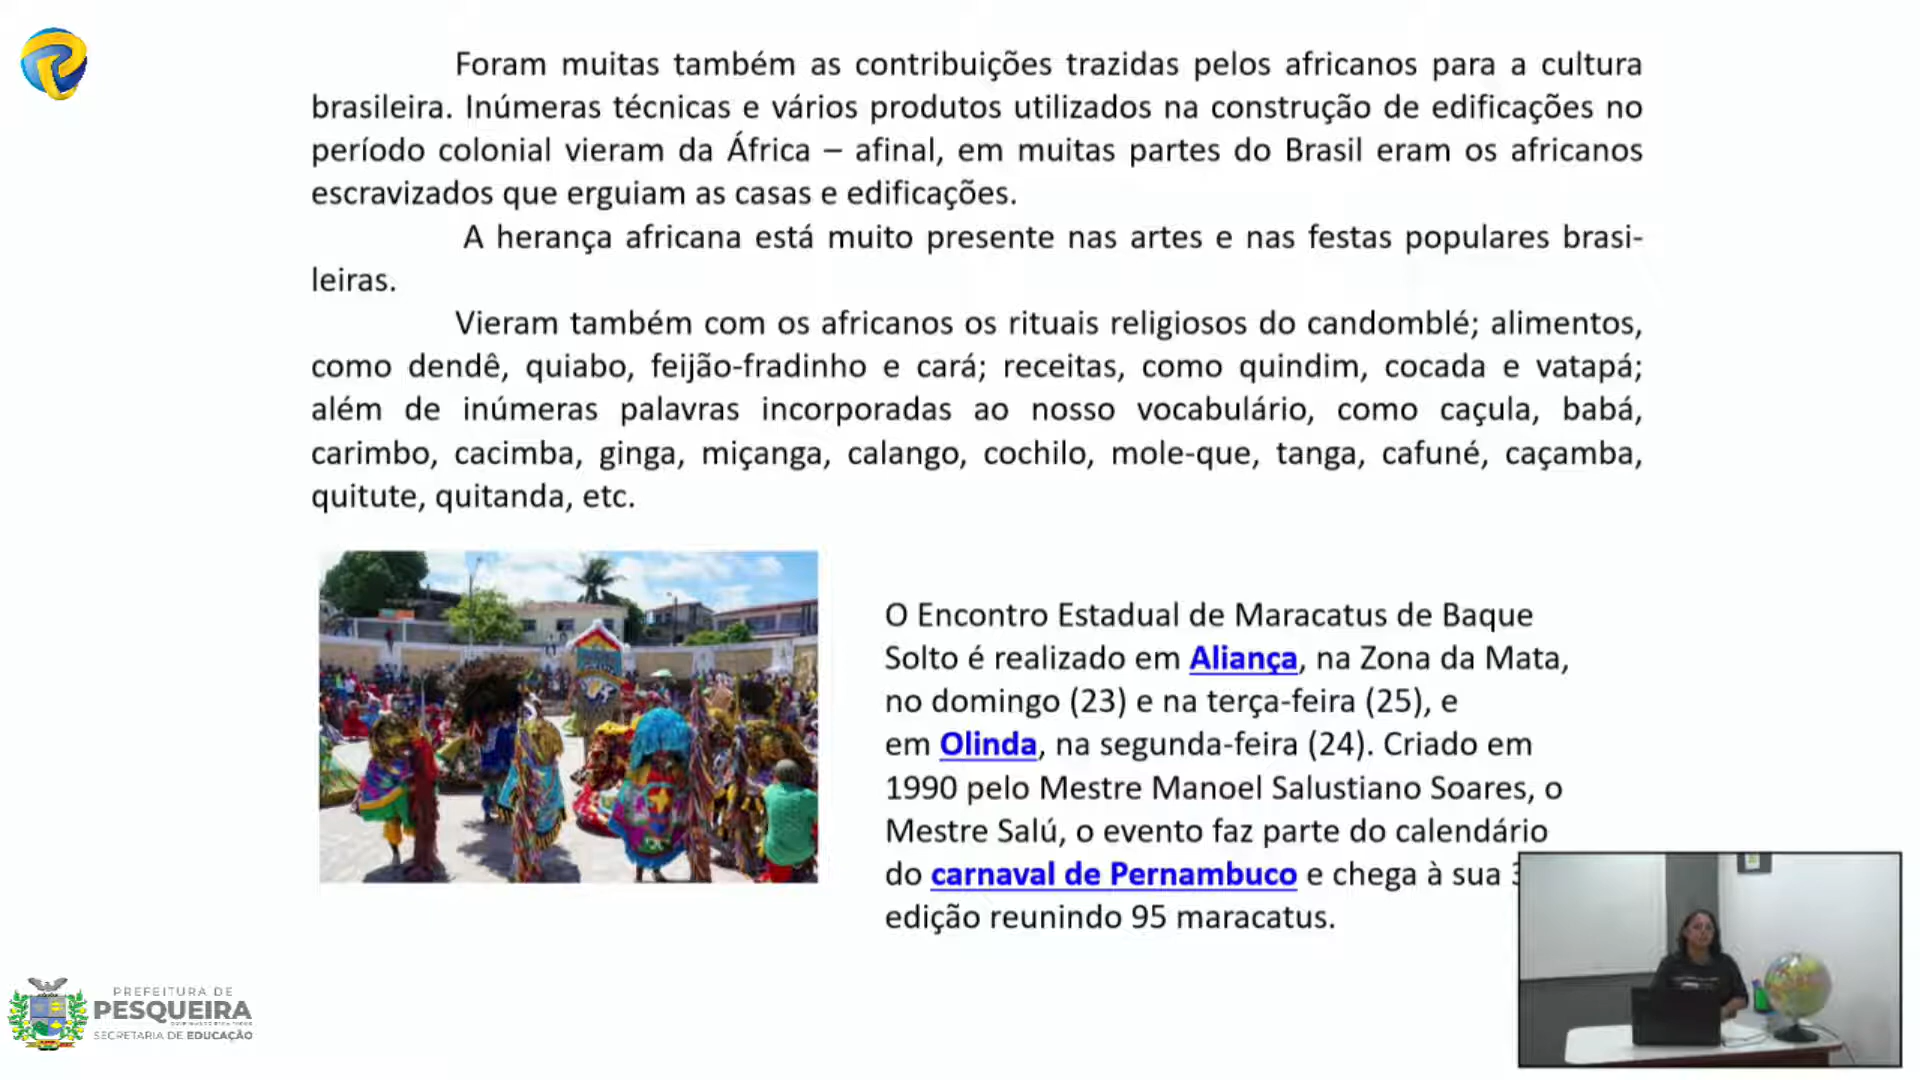 Foram muitas também as contribuições trazidas pelos africanos para a cultura
brasileira. Inúmeras técnicas e vários produtos utilizados na construção de edificações no
período colonial vieram da África – afinal, em muitas partes do Brasil eram os africanos
escravizados que erguiam as casas e edificações.
A herança africana está muito presente nas artes e nas festas populares brasi-
leiras.
Vieram também com os africanos os rituais religiosos do candomblé; alimentos,
como dendê, quiabo, feijão-fradinho e cará; receitas, como quindim, cocada e vatapá;
além de inúmeras palavras incorporadas ao nosso vocabulário, como caçula, babá,
carimbo, cacimba, ginga, miçanga, calango, cochilo, mole-que, tanga, cafuné, caçamba,
quitute, quitanda, etc.
O Encontro Estadual de Maracatus de Baque
Solto é realizado em Aliança, na Zona da Mata,
no domingo (23) e na terça-feira (25), e
em Olinda, na segunda-feira (24). Criado em
1990 pelo Mestre Manoel Salustiano Soares, o
Mestre Salú, o evento faz parte do calendário
do carnaval de Pernambuco e chega à sua
edição reunindo 95 maracatus.
PREFEITURA DE
PESQUEIRA
SECRETARIA DE EDUCAÇÃO